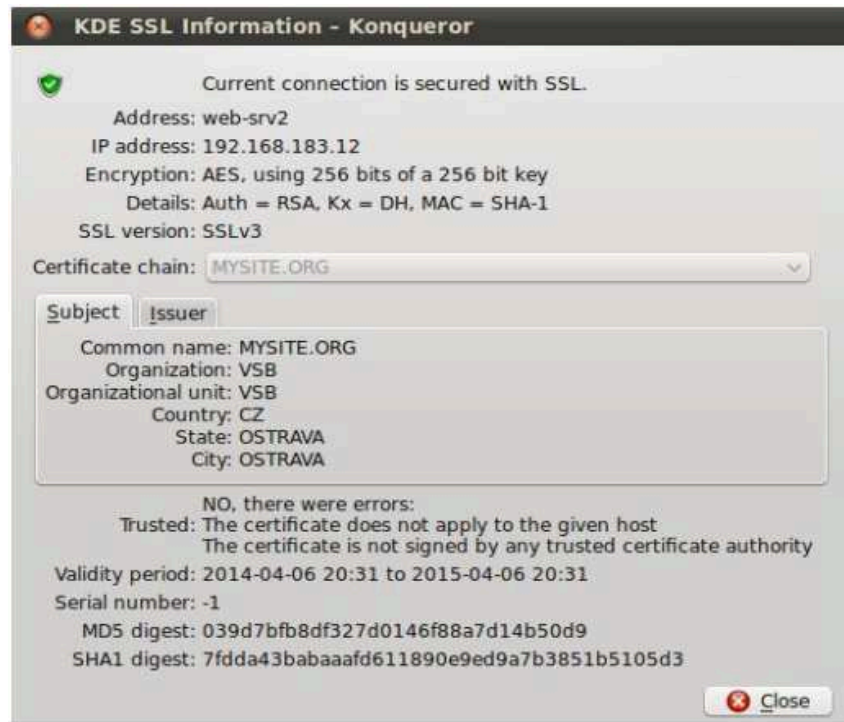 KDE SSL Information – Konqueror
Current connection is secured with SSL.
Address: web-srv2
IP address: 192.168.183.12
Encryption: AES, using 256 bits of a 256 bit key
Details: Auth = RSA, Kx = DH, MAC = SHA-1
SSL version: SSLv3
Certificate chain: MYSITE.ORG
Subject Issuer
Common name: MYSITE.ORG
Organization: VSB
Organizational unit: VSB
Country: CZ
State: OSTRAVA
City: OSTRAVA
NO, there were errors:
Trusted: The certificate does not apply to the given host
The certificate is not signed by any trusted certificate authority
Validity period: 2014-04-06 20:31 to 2015-04-06 20:31
Serial number: -1
MD5 digest: 039d7bfb8df327d0146f88a7d14b50d9
SHA1 digest: 7fdda43babaaafd611890e9ed9a7b3851b5105d3
Close